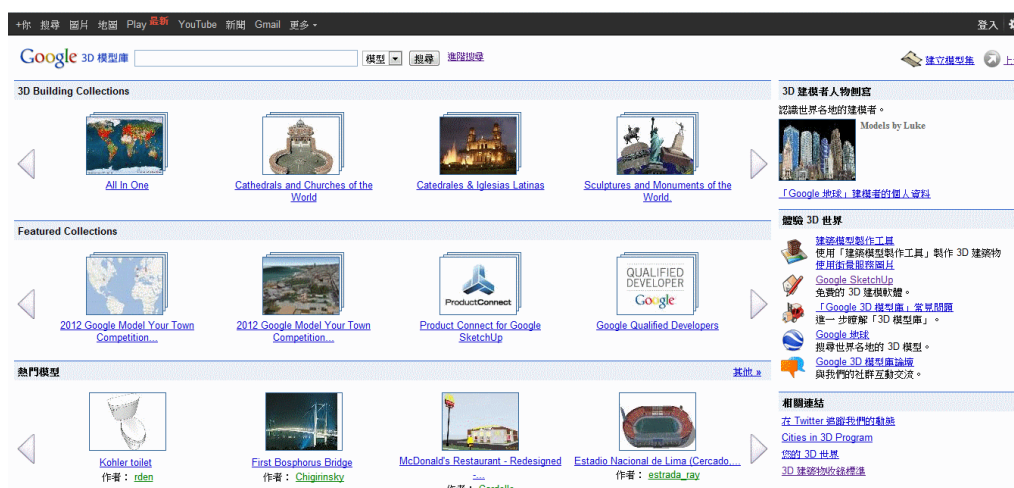 +你 搜尋 圖片 地圖 Play 最新 YouTube 新聞 Gmail 更多
登入
Google 3D 模型庫
模型
搜尋
進階搜尋
建立模型集
上
3D Building Collections
All In One
Cathedrals and Churches of the
World
Catedrales & Iglesias Latinas
Sculptures and Monuments of the
World.
Featured Collections
2012 Google Model Your Town
Competition...
2012 Google Model Your Town
Competition...
ProductConnect
Product Connect for Google
SketchUp
QUALIFIED
DEVELOPER
Google
Google Qualified Developers
熱門模型
其他 »
Kohler toilet
作者： rden
First Bosphorus Bridge
作者： Chigirinsky
McDonald's Restaurant - Redesigned
-...
Estadio Nacional de Lima (Cercado,...
作者： estrada_ray
3D 建模者人物側寫
認識世界各地的建模者。
Models by Luke
「Google 地球」建模者的個人資料
體驗 3D 世界
建築模型製作工具
使用「建築模型製作工具」製作 3D 建築物
使用街景服務圖片
Google SketchUp
免費的 3D 建模軟體。
「Google 3D 模型庫」常見問題
進一步瞭解「3D 模型庫」。
Google 地球
搜尋世界各地的 3D 模型。
Google 3D 模型庫論壇
與我們的社群互動交流。
相關連結
在 Twitter 追蹤我們的動態
Cities in 3D Program
您的 3D 世界
3D 建築物收錄標準